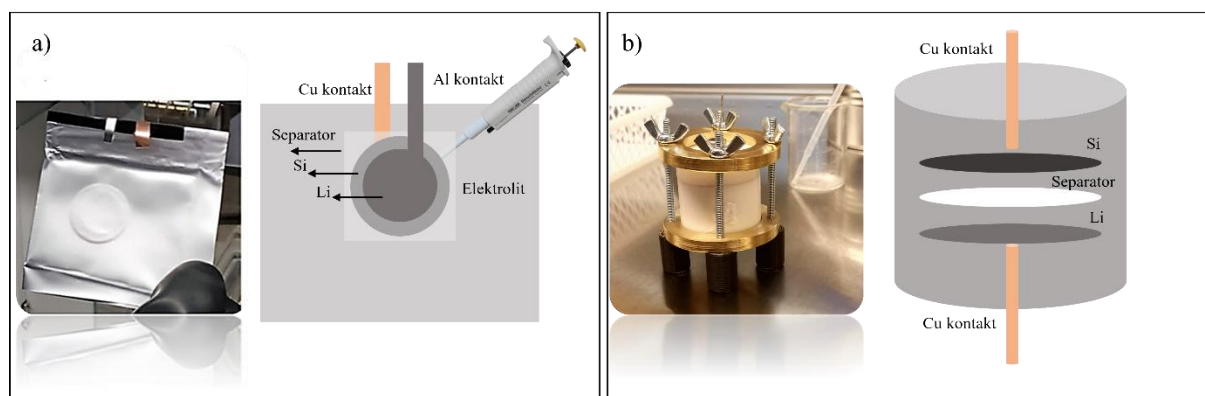 a)
Cu kontakt
Al kontakt
Separator
Si
Li
Elektrolit
b)
Cu kontakt
Si
Separator
Li
Cu kontakt